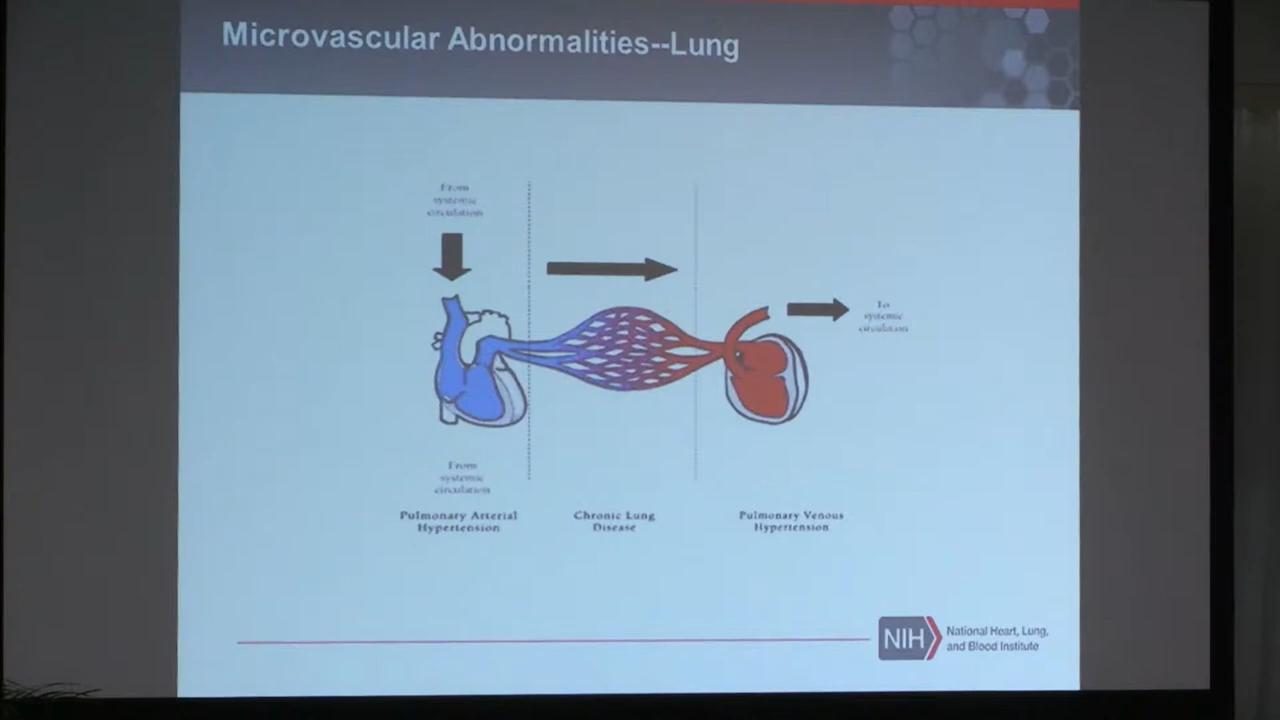 Microvascular Abnormalities--Lung
From
systemic
circulation
To
systemic
circulation
From
systemic
circulation
Pulmonary Arterial
Hypertension
Chronic Lung
Disease
Pulmonary Venous
Hypertension
NIH
National Heart, Lung,
and Blood Institute